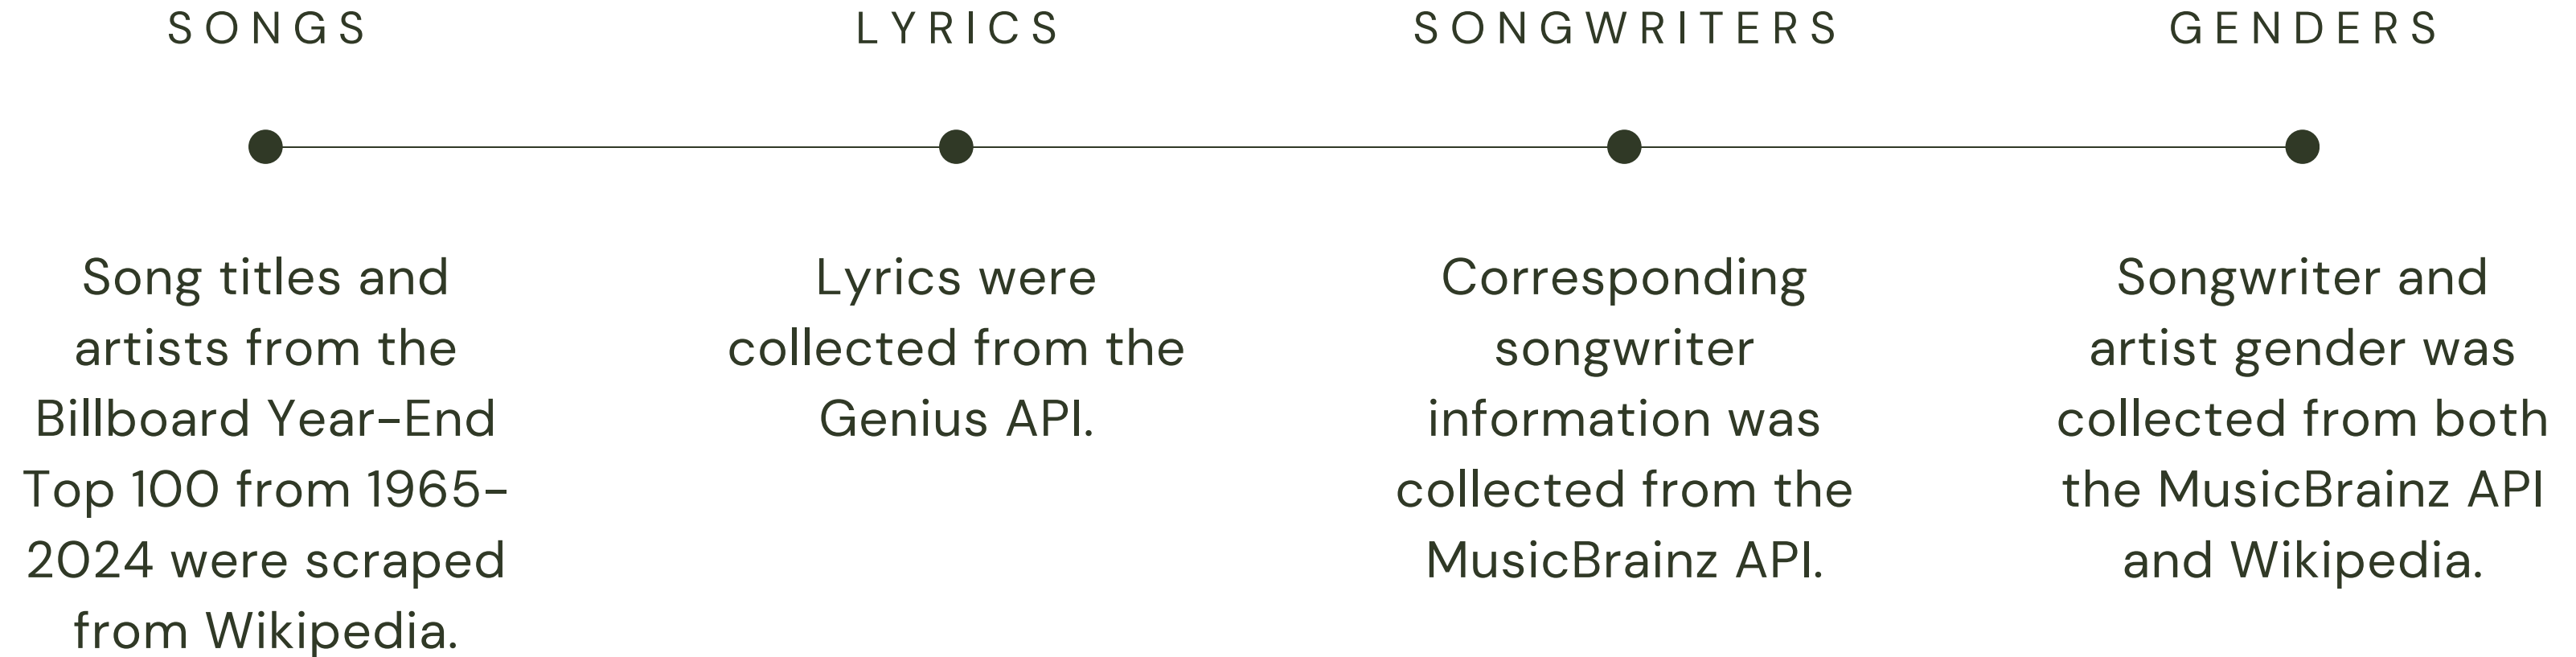 SONGS
Song titles and
artists from the
Billboard Year-End
Top 100 from 1965-
2024 were scraped
from Wikipedia.
LYRICS
Lyrics were
collected from the
Genius API.
SONGWRITERS
Corresponding
songwriter
information was
collected from the
MusicBrainz API.
GENDERS
Songwriter and
artist gender was
collected from both
the MusicBrainz API
and Wikipedia.